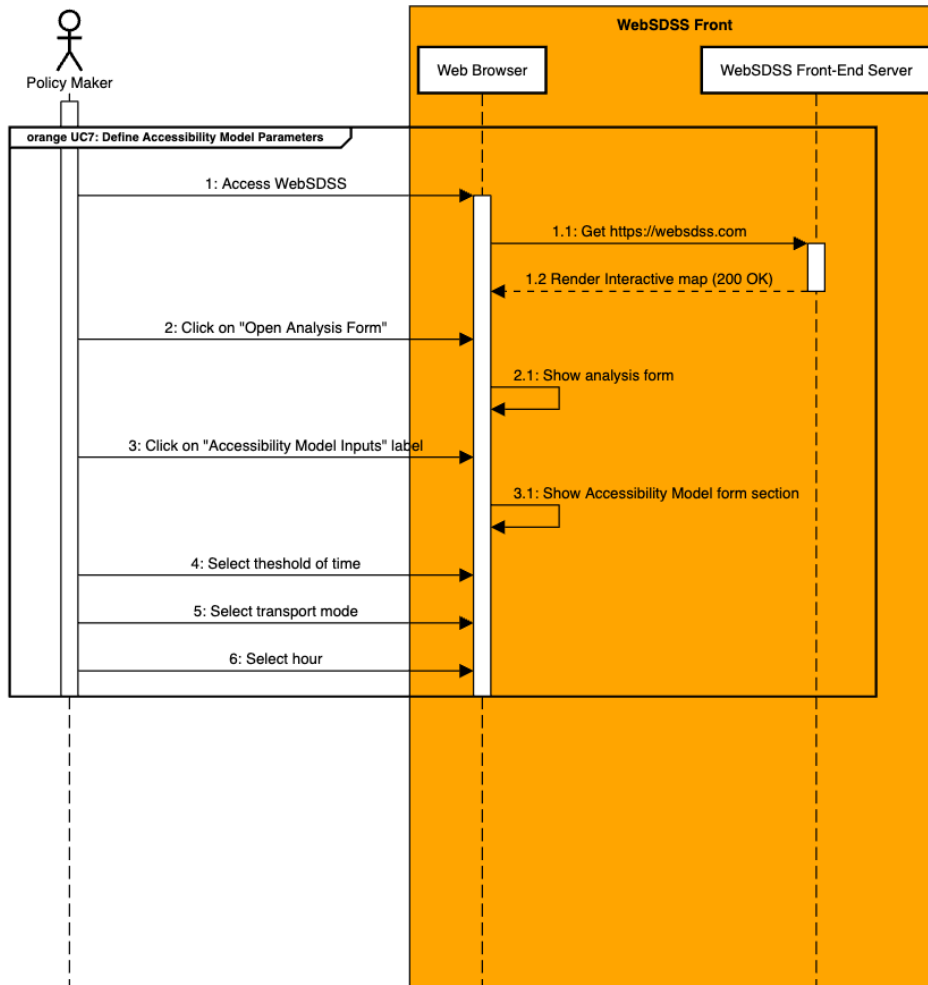 WebSDSS Front
Policy Maker
Web Browser
WebSDSS Front-End Server
orange UC7: Define Accessibility Model Parameters
1: Access WebSDSS
1.1: Get https://websdss.com
1.2 Render Interactive map (200 OK)
2: Click on "Open Analysis Form"
2.1: Show analysis form
3: Click on "Accessibility Model Inputs" label
3.1: Show Accessibility Model form section
4: Select theshold of time
5: Select transport mode
6: Select hour